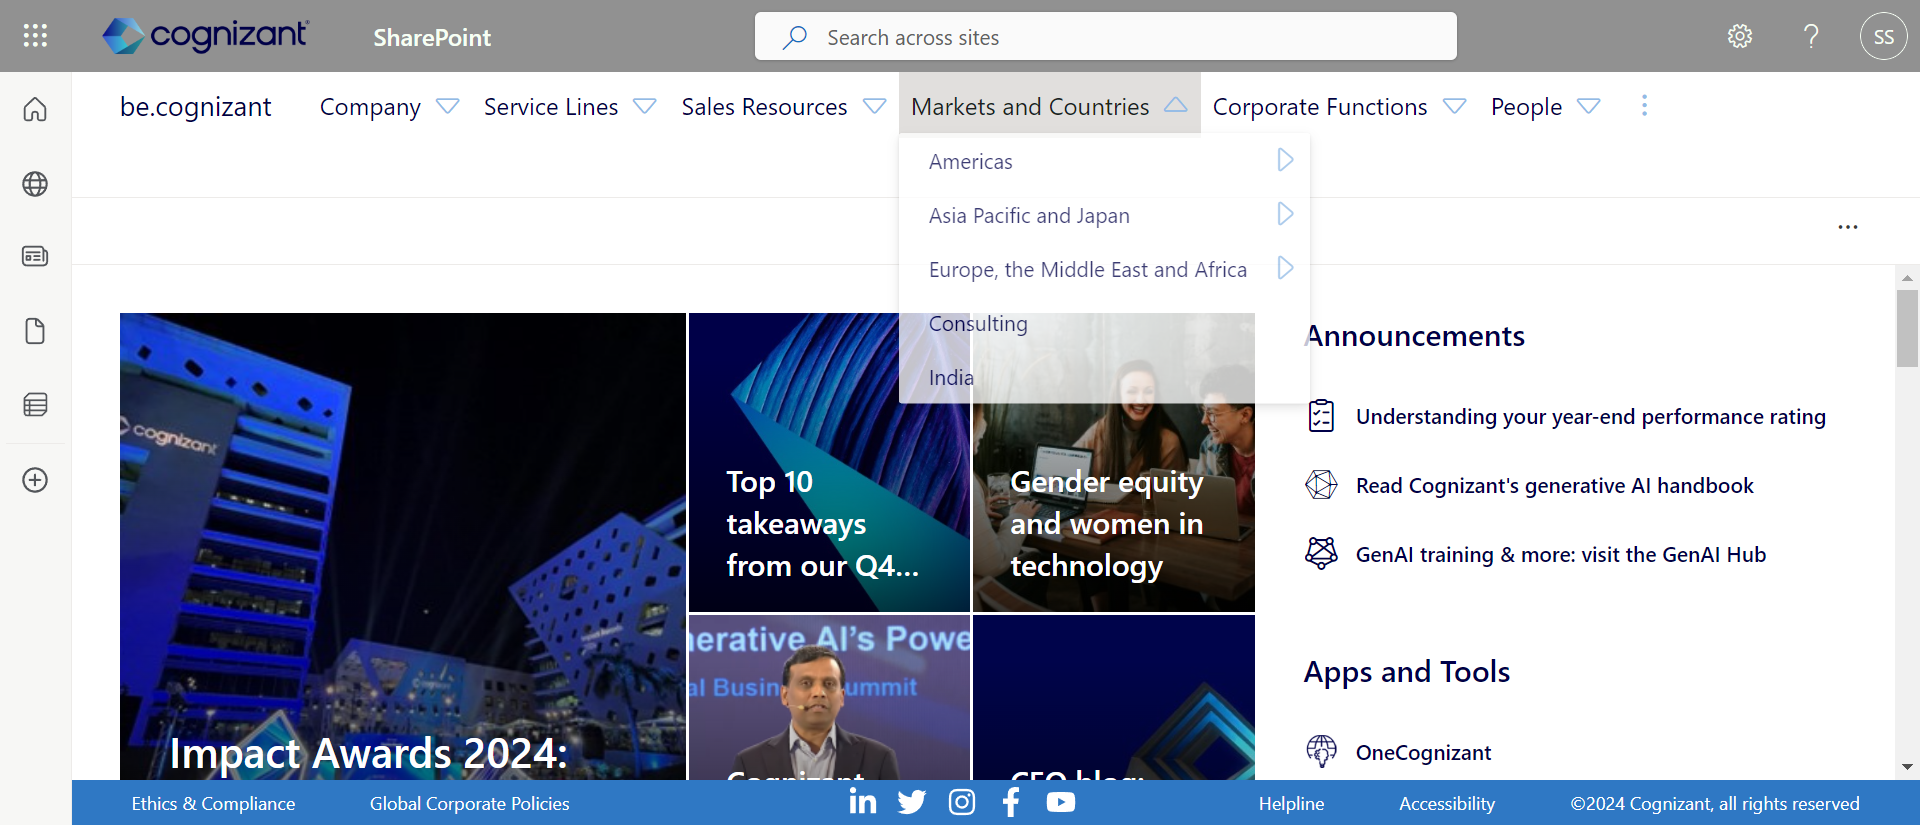 cognizant
SharePoint
Search across sites
SS
be.cognizant
Company
Service Lines
Sales Resources
Markets and Countries
Corporate Functions
People
Americas
Asia Pacific and Japan
Europe, the Middle East and Africa
Consulting
India
cognizant
Impact Awards 2024:
Top 10
takeaways
from our Q4...
Gender equity
and women in
technology
nerative AI's Powe
al Busin
ummit
Cognizant
CFO blog:
Announcements
Understanding your year-end performance rating
Read Cognizant's generative AI handbook
GenAI training & more: visit the GenAI Hub
Apps and Tools
OneCognizant
Ethics & Compliance
Global Corporate Policies
Helpline
Accessibility
©2024 Cognizant, all rights reserved